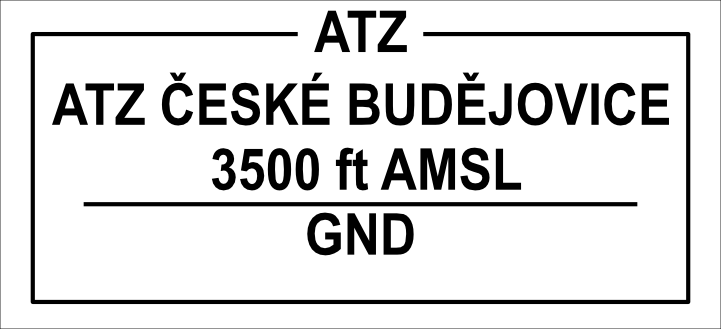 ATZ
ATZ ČESKÉ BUDĚJOVICE
3500 ft AMSL
GND